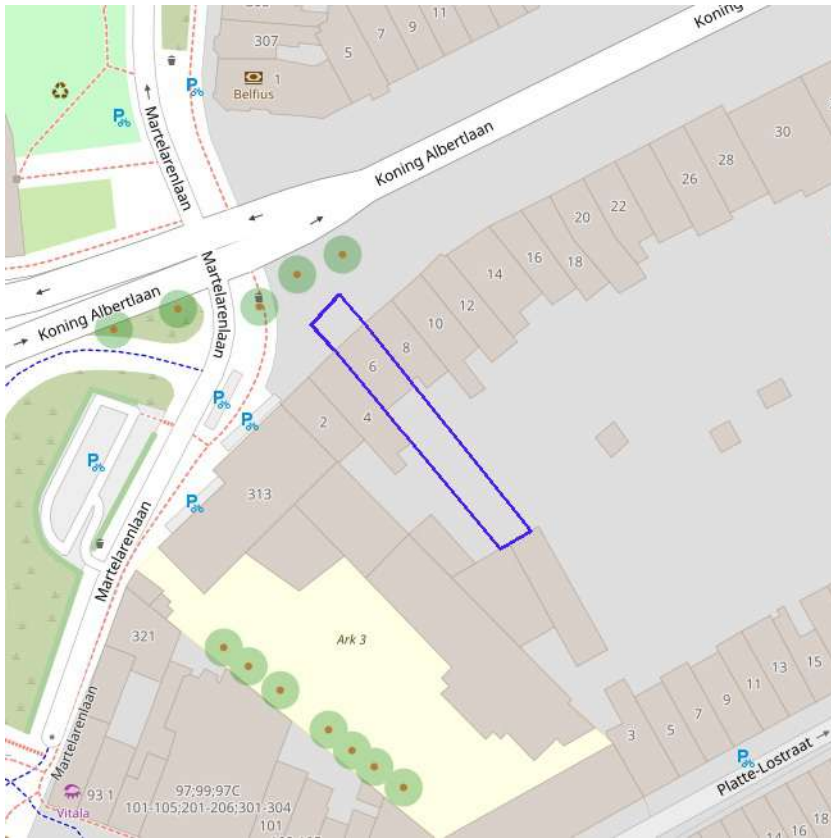 Koning
11
9
7
5
307
1
Belfius
Martelarenlaan
Koning Albertlaan
30
28
26
22
20
18
16
14
12
10
8
6
4
2
Martelarenlaan
Koning Albertlaan
313
Martelarenlaan
Ark 3
321
Martelarenlaan
15
13
11
9
7
5
3
Platte-Lostraat
93 1
Vitala
97;99;97C
101-105;201-206;301-304
101
14
16
18